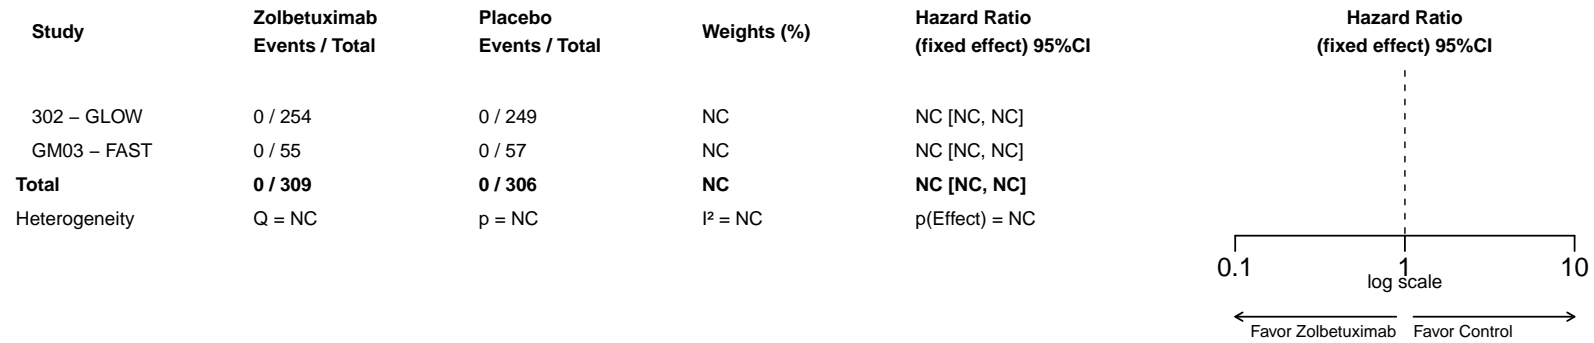 Study Zolbetuximab Events / Total Placebo Events / Total Weights (%) Hazard Ratio (fixed effect) 95%CI Hazard Ratio (fixed effect) 95%CI
302 − GLOW 0 / 254 0 / 249 NC NC [NC, NC]
GM03 − FAST 0 / 55 0 / 57 NC NC [NC, NC]
Total 0 / 309 0 / 306 NC NC [NC, NC]
Heterogeneity Q = NC p = NC I² = NC p(Effect) = NC
0.1 1 10
log scale
Favor Zolbetuximab Favor Control